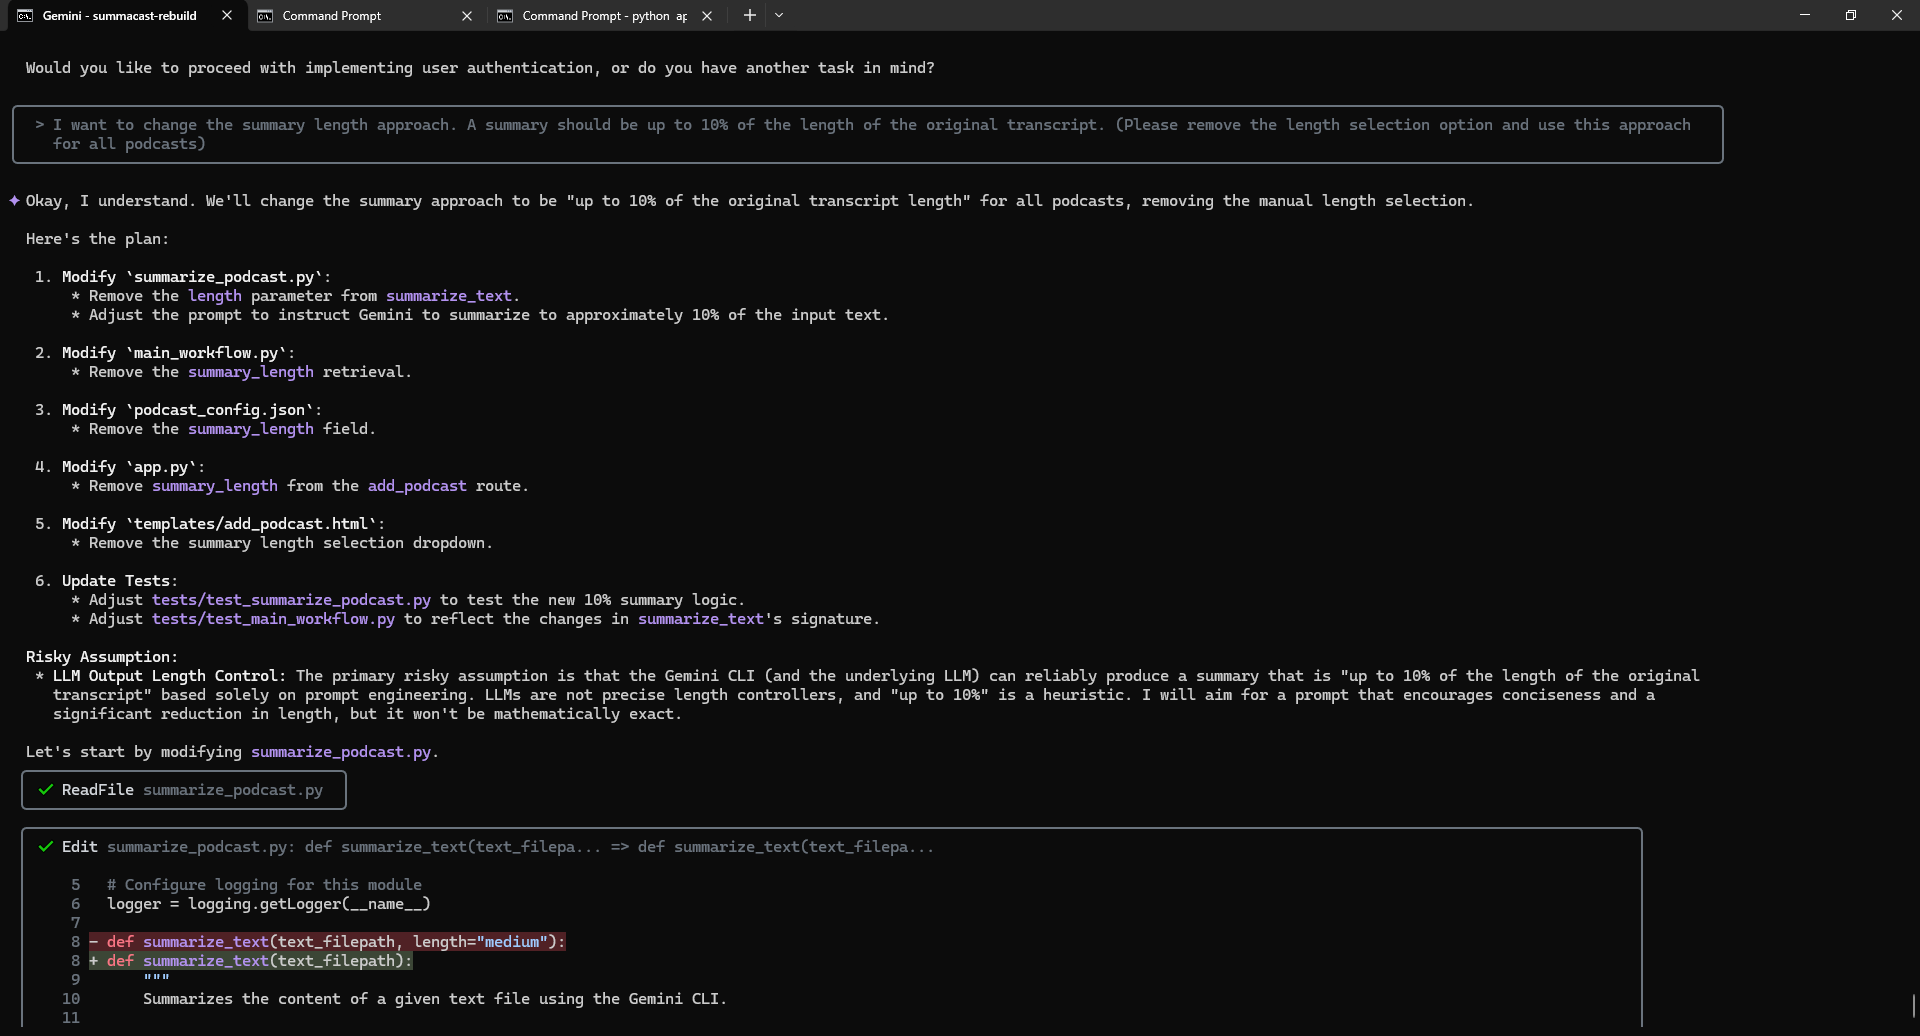 Gemini - summacast-rebuild
Command Prompt
Command Prompt - python  ap
Would you like to proceed with implementing user authentication, or do you have another task in mind?
> I want to change the summary length approach. A summary should be up to 10% of the length of the original transcript. (Please remove the length selection option and use this approach
for all podcasts)
✦ Okay, I understand. We'll change the summary approach to be "up to 10% of the original transcript length" for all podcasts, removing the manual length selection.
Here's the plan:
1. Modify `summarize_podcast.py`:
* Remove the length parameter from summarize_text.
* Adjust the prompt to instruct Gemini to summarize to approximately 10% of the input text.
2. Modify `main_workflow.py`:
* Remove the summary_length retrieval.
3. Modify `podcast_config.json`:
* Remove the summary_length field.
4. Modify `app.py`:
* Remove summary_length from the add_podcast route.
5. Modify `templates/add_podcast.html`:
* Remove the summary length selection dropdown.
6. Update Tests:
* Adjust tests/test_summarize_podcast.py to test the new 10% summary logic.
* Adjust tests/test_main_workflow.py to reflect the changes in summarize_text's signature.
Risky Assumption:
* LLM Output Length Control: The primary risky assumption is that the Gemini CLI (and the underlying LLM) can reliably produce a summary that is "up to 10% of the length of the original
transcript" based solely on prompt engineering. LLMs are not precise length controllers, and "up to 10%" is a heuristic. I will aim for a prompt that encourages conciseness and a
significant reduction in length, but it won't be mathematically exact.
Let's start by modifying summarize_podcast.py.
✓ ReadFile summarize_podcast.py
✓ Edit summarize_podcast.py: def summarize_text(text_filepa... => def summarize_text(text_filepa...
5 # Configure logging for this module
6 logger = logging.getLogger(__name__)
7
8 - def summarize_text(text_filepath, length="medium"):
8 + def summarize_text(text_filepath):
9 """
10 Summarizes the content of a given text file using the Gemini CLI.
11